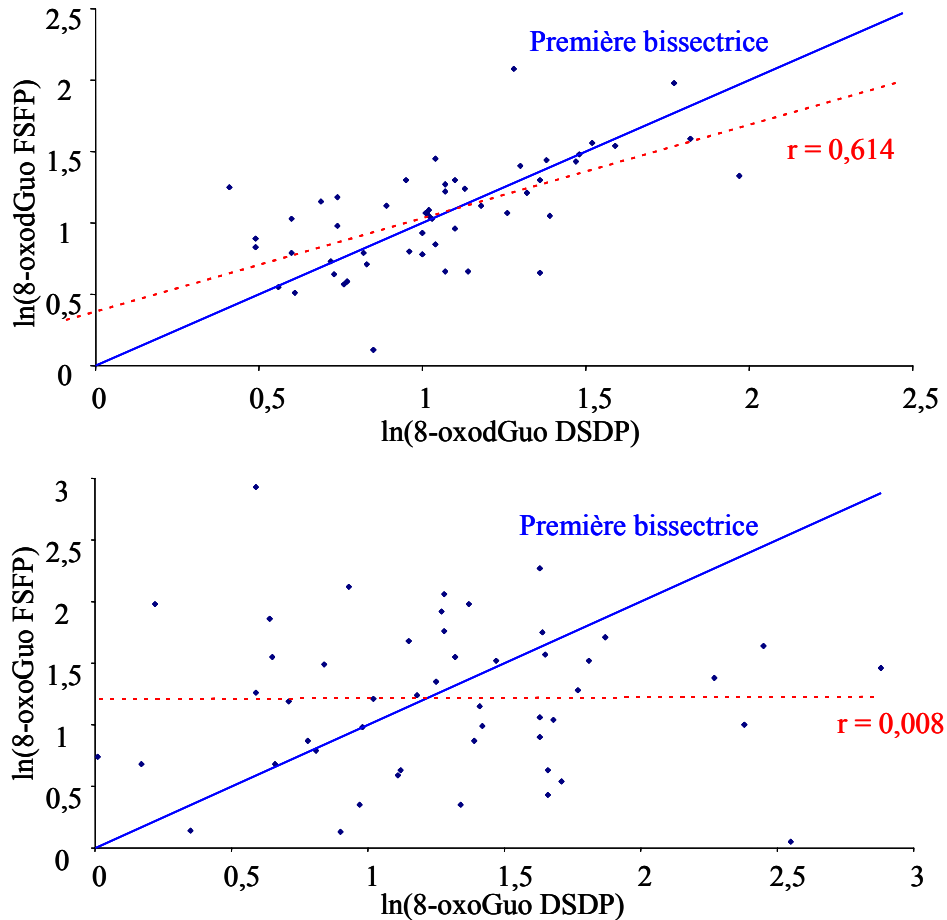 2,5
Première bissectrice
2
r = 0,614
1,5
1
0,5
0
ln(8-oxodGuo FSFP)
0 0,5 1 1,5 2 2,5
ln(8-oxodGuo DSDP)
3
Première bissectrice
2,5
2
1,5
1
r = 0,008
0,5
0
ln(8-oxoGuo FSFP)
0 0,5 1 1,5 2 2,5 3
ln(8-oxoGuo DSDP)